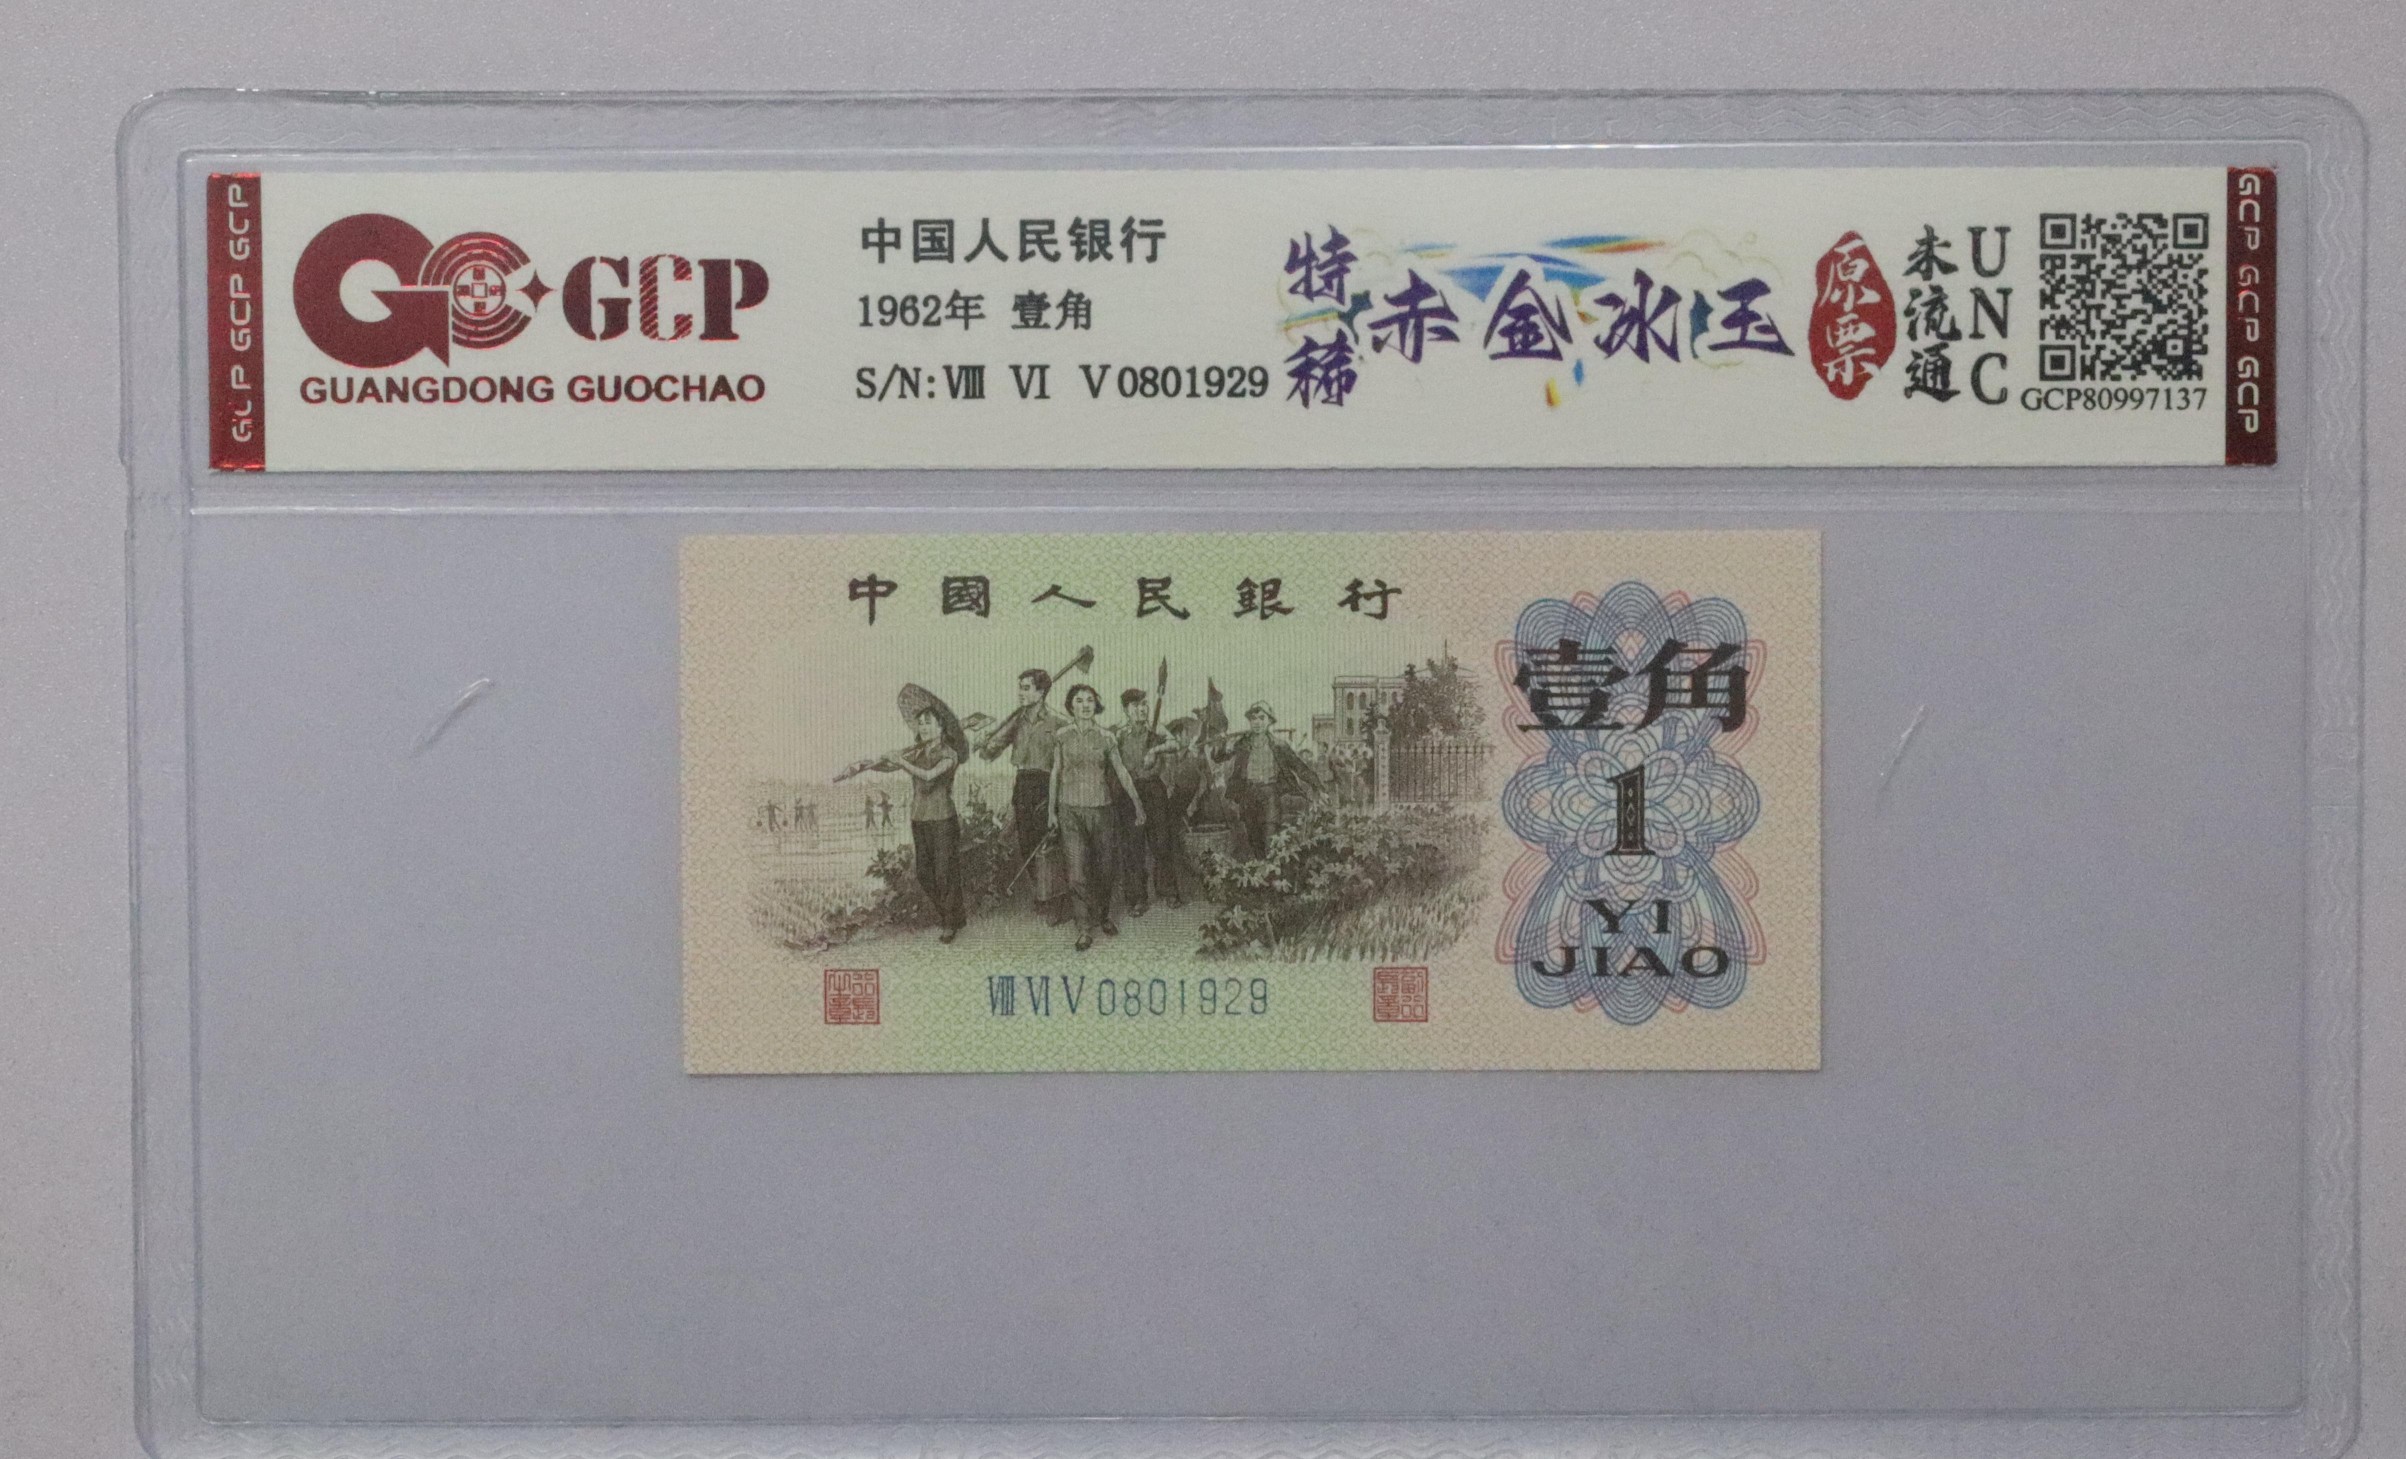 GCP GCP GCP
GCP
GUANGDONG GUOCHAO
中国人民银行
1962年 壹角
S/N: Ⅷ Ⅵ Ⅴ 0801929
特稀
赤金冰玉
原票
未流通
UNC
GCP80997137
GCP GCP GCP
中國人民銀行
壹角
1
YI
JIAO
Ⅷ Ⅵ Ⅴ 0801929